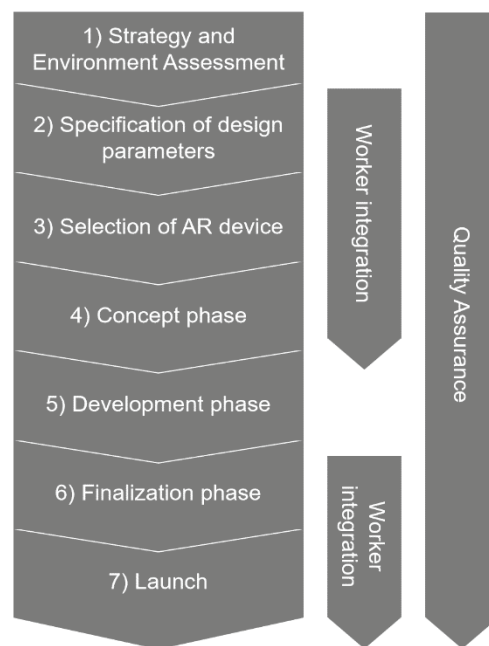 1) Strategy and
Environment Assessment
2) Specification of design
parameters
3) Selection of AR device
4) Concept phase
5) Development phase
6) Finalization phase
7) Launch
Worker integration
Worker
integration
Quality Assurance